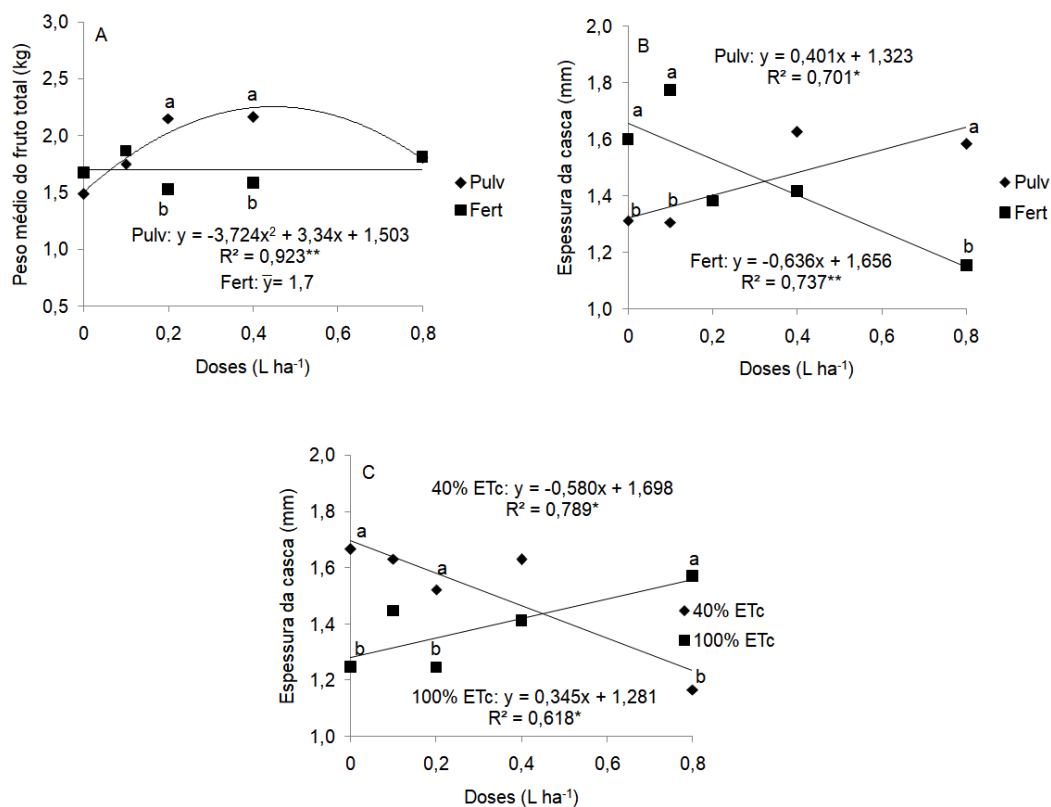 A
Peso médio do fruto total (kg)
3,0
2,5
2,0
1,5
1,0
0,5
a
a
b
b
Pulv: y = -3,724x² + 3,34x + 1,503
R² = 0,923**
Fert: y̅= 1,7
Pulv
Fert
0
0,2
0,4
0,6
0,8
Doses (L ha⁻¹)
B
Espessura da casca (mm)
2,0
1,8
1,6
1,4
1,2
1,0
Pulv: y = 0,401x + 1,323
R² = 0,701*
a
a
a
b
b
b
Fert: y = -0,636x + 1,656
R² = 0,737**
Pulv
Fert
0
0,2
0,4
0,6
0,8
Doses (L ha⁻¹)
C
Espessura da casca (mm)
2,0
1,8
1,6
1,4
1,2
1,0
40% ETc: y = -0,580x + 1,698
R² = 0,789*
a
a
a
b
b
b
40% ETc
100% ETc
100% ETc: y = 0,345x + 1,281
R² = 0,618*
0
0,2
0,4
0,6
0,8
Doses (L ha⁻¹)